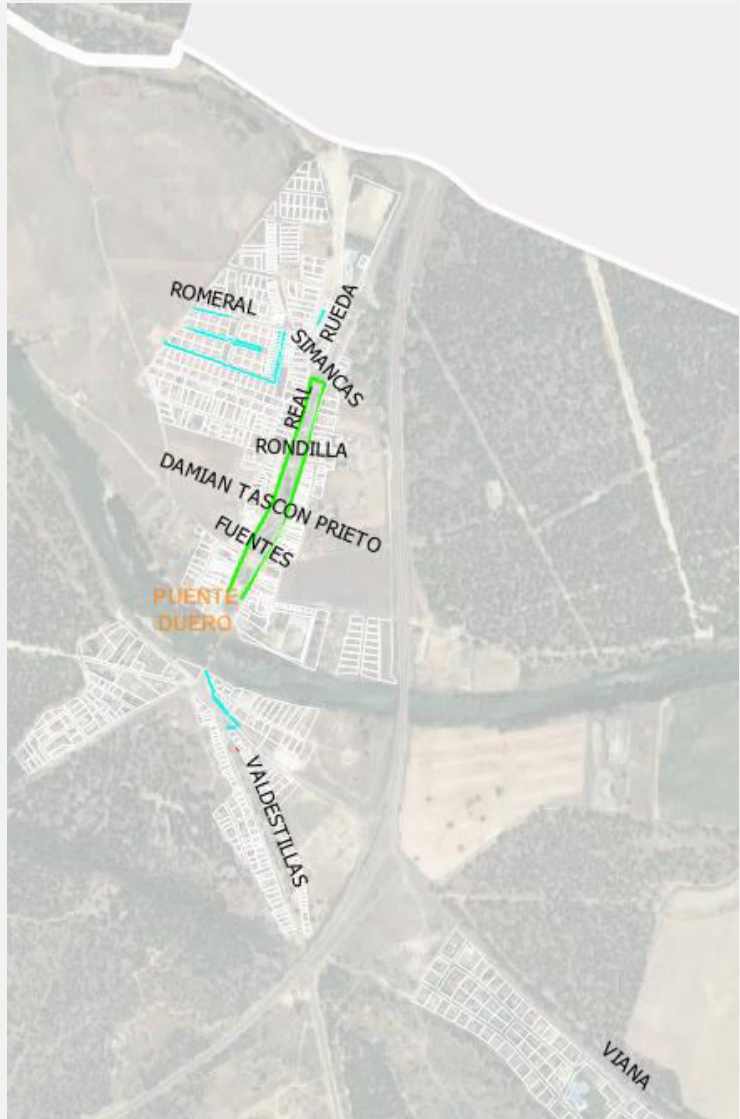 ROMERAL
RUEDA
SIMANCAS
REAL
RONDILLA
DAMIAN TASCON PRIETO
FUENTES
PUENTE
DUERO
VALDESTILLAS
VIANA